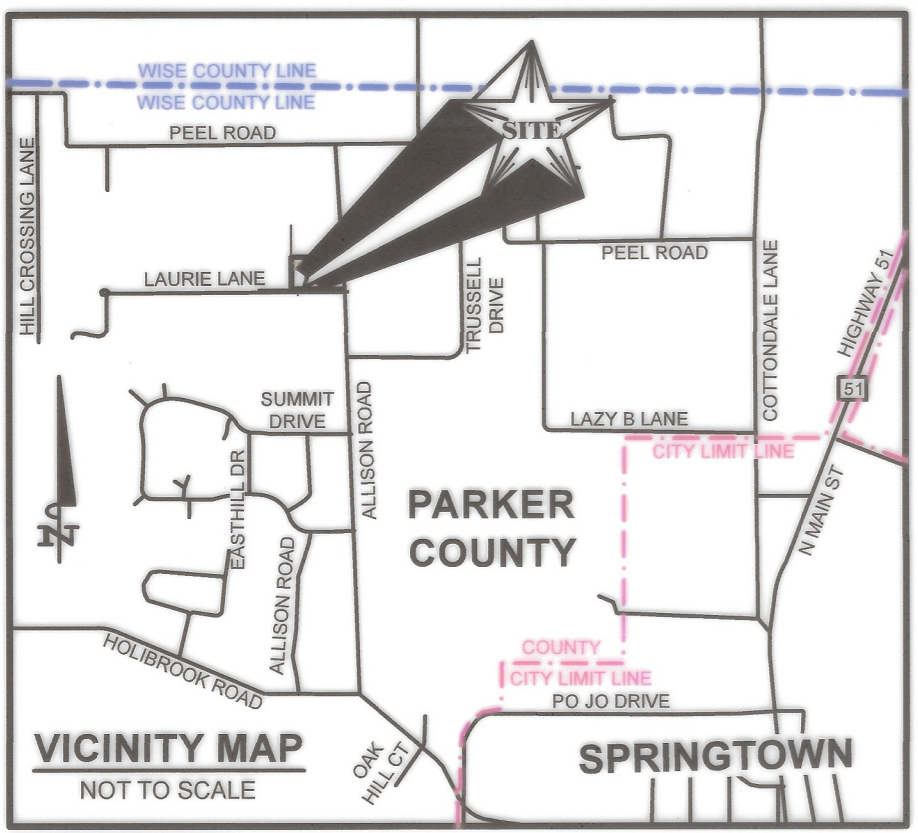 WISE COUNTY LINE
WISE COUNTY LINE
SITE
PEEL ROAD
HILL CROSSING LANE
PEEL ROAD
LAURIE LANE
TRUSSELL
DRIVE
COTTONDALE LANE
HIGHWAY 51
51
SUMMIT
DRIVE
ALLISON ROAD
LAZY B LANE
CITY LIMIT LINE
EASTHILL DR
PARKER
COUNTY
N MAIN ST
N
ALLISON ROAD
HOLIBROOK ROAD
COUNTY
CITY LIMIT LINE
PO JO DRIVE
VICINITY MAP
NOT TO SCALE
OAK
HILL CT
SPRINGTOWN